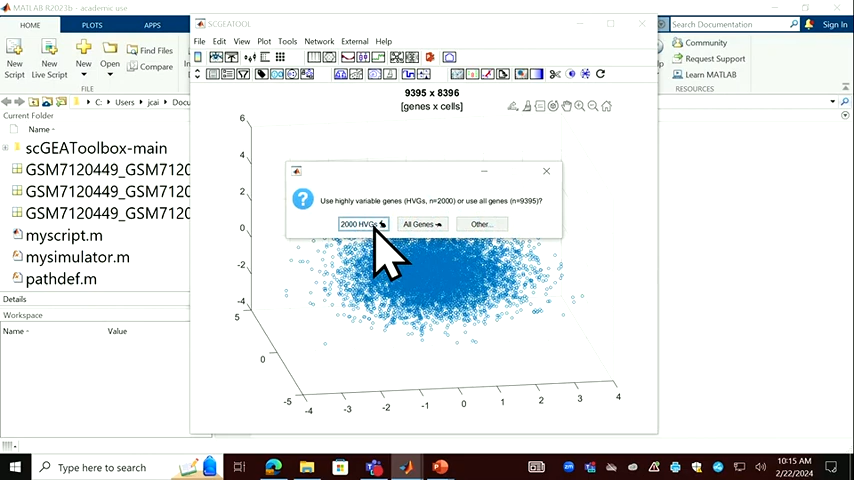 MATLAB R2023b - academic use
HOME PLOTS APPS
Search Documentation Sign In
New Script
New Live Script
New
Open
Find Files
Compare
FILE
Community
Request Support
Learn MATLAB
RESOURCES
C: Users jcai Docu
Current Folder
Name
scGEAToolbox-main
GSM7120449_GSM7120
GSM7120449_GSM7120
GSM7120449_GSM7120
myscript.m
mysimulator.m
pathdef.m
Details
Workspace
Name Value
SCGEATOOL
File Edit View Plot Tools Network External Help
9395 x 8396
[genes x cells]
6
4
2
0
-2
-4
5
0
-5
-4 -3 -2 -1 0 1 2 3 4
Use highly variable genes (HVGs, n=2000) or use all genes (n=9395)?
2000 HVGs All Genes Other...
Type here to search
10:15 AM
2/22/2024